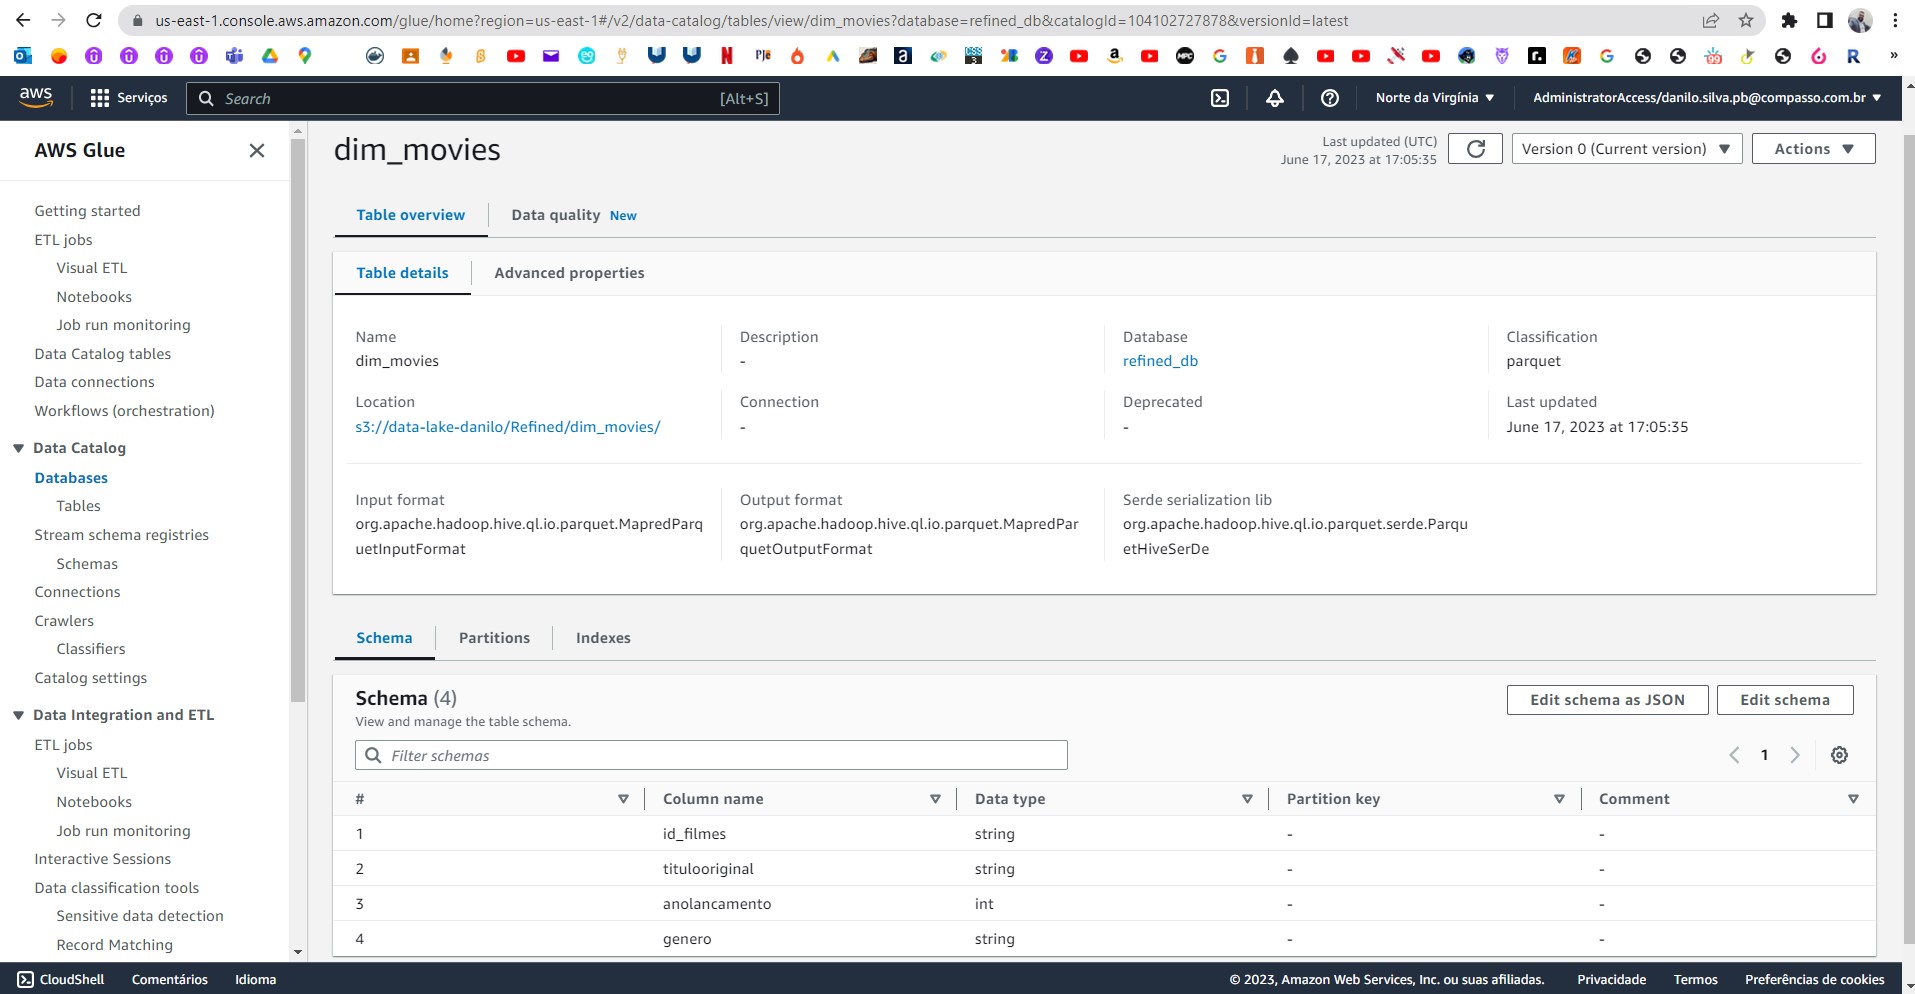 us-east-1.console.aws.amazon.com/glue/home?region=us-east-1#/v2/data-catalog/tables/view/dim_movies?database=refined_db&catalogId=104102727878&versionId=latest
aws
Serviços
Search
[Alt+S]
Norte da Virgínia
AdministratorAccess/danilo.silva.pb@compasso.com.br
AWS Glue
Getting started
ETL jobs
Visual ETL
Notebooks
Job run monitoring
Data Catalog tables
Data connections
Workflows (orchestration)
Data Catalog
Databases
Tables
Stream schema registries
Schemas
Connections
Crawlers
Classifiers
Catalog settings
Data Integration and ETL
ETL jobs
Visual ETL
Notebooks
Job run monitoring
Interactive Sessions
Data classification tools
Sensitive data detection
Record Matching
dim_movies
Last updated (UTC)
June 17, 2023 at 17:05:35
Version 0 (Current version)
Actions
Table overview
Data quality New
Table details
Advanced properties
Name
dim_movies
Description
-
Database
refined_db
Classification
parquet
Location
s3://data-lake-danilo/Refined/dim_movies/
Connection
-
Deprecated
-
Last updated
June 17, 2023 at 17:05:35
Input format
org.apache.hadoop.hive.ql.io.parquet.MapredParq
uetInputFormat
Output format
org.apache.hadoop.hive.ql.io.parquet.MapredPar
quetOutputFormat
Serde serialization lib
org.apache.hadoop.hive.ql.io.parquet.serde.Parqu
etHiveSerDe
Schema
Partitions
Indexes
Schema (4)
View and manage the table schema.
Edit schema as JSON
Edit schema
Filter schemas
1
# Column name Data type Partition key Comment
1 id_filmes string - -
2 titulooriginal string - -
3 anolancamento int - -
4 genero string - -
CloudShell
Comentários
Idioma
© 2023, Amazon Web Services, Inc. ou suas afiliadas.
Privacidade
Termos
Preferências de cookies